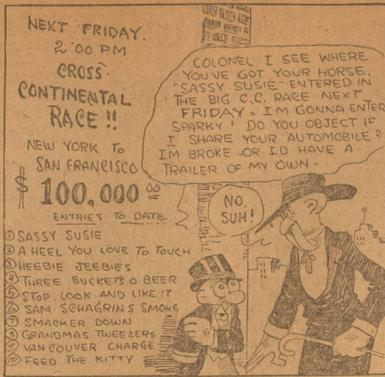 NEXT FRIDAY.
2:00 PM
CROSS-
CONTINENTAL
RACE!!
NEW YORK TO
SAN FRANCISCO
$100,000 00
ENTRIES TO DATE
① SASSY SUSIE
② A HEEL YOU LOVE TO TOUCH
③ HEEBIE JEEBIES
④ THREE BUCKETS O BEER
⑤ STOP, LOOK AND LIKE IT
⑥ SAM SCHAGRINS SMOKE
⑦ SMACKER DOWN
⑧ GRANDMAS TWEEZERS
⑨ VANCOUVER CHARGE
⑩ FEED THE KITTY
COLONEL I SEE WHERE
YOU'VE GOT YOUR HORSE,
"SASSY SUSIE" ENTERED IN
THE BIG C.C. RACE NEXT
FRIDAY - I'M GONNA ENTER
SPARKY! DO YOU OBJECT IF
I SHARE YOUR AUTOMOBILE?
IM BROKE OR I'D HAVE A
TRAILER OF MY OWN -
NO,
SUH!